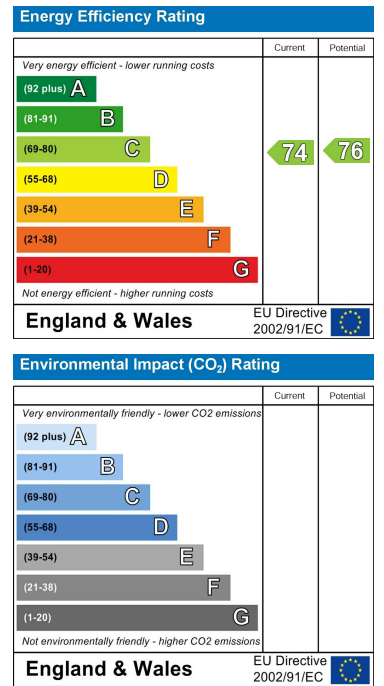 Energy Efficiency Rating
Current Potential
Very energy efficient - lower running costs
(92 plus) A
(81-91) B
(69-80) C
74 76
(55-68) D
(39-54) E
(21-38) F
(1-20) G
Not energy efficient - higher running costs
England & Wales
EU Directive
2002/91/EC
Environmental Impact (CO₂) Rating
Current Potential
Very environmentally friendly - lower CO2 emissions
(92 plus) A
(81-91) B
(69-80) C
(55-68) D
(39-54) E
(21-38) F
(1-20) G
Not environmentally friendly - higher CO2 emissions
England & Wales
EU Directive
2002/91/EC